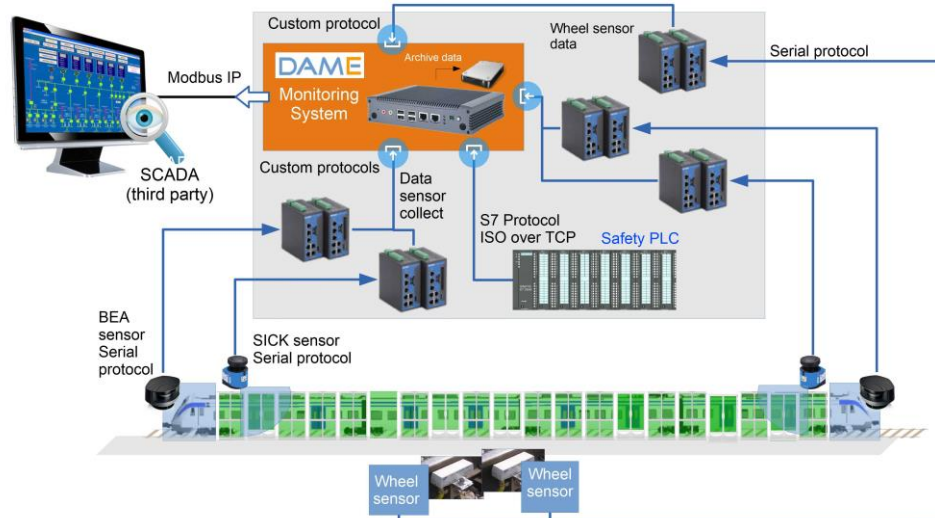 Custom protocol
Wheel sensor
data
Serial protocol
Modbus IP
DAME
Archive data
Monitoring
System
SCADA
(third party)
Custom protocols
Data
sensor
collect
S7 Protocol
ISO over TCP
Safety PLC
BEA
sensor
Serial
protocol
SICK sensor
Serial protocol
Wheel
sensor
Wheel
sensor